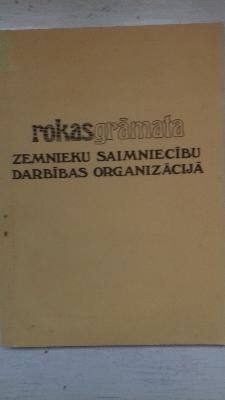 rokasgrāmata
ZEMNIEKU SAIMNIECĪBU
DARBĪBAS ORGANIZĀCIJĀ